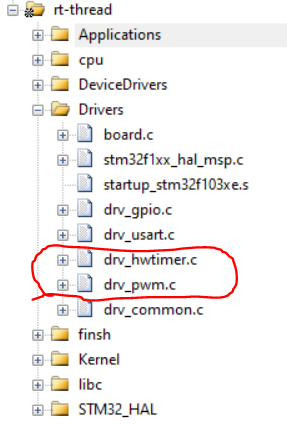 rt-thread
Applications
cpu
DeviceDrivers
Drivers
board.c
stm32f1xx_hal_msp.c
startup_stm32f103xe.s
drv_gpio.c
drv_usart.c
drv_hwtimer.c
drv_pwm.c
drv_common.c
finsh
Kernel
libc
STM32_HAL